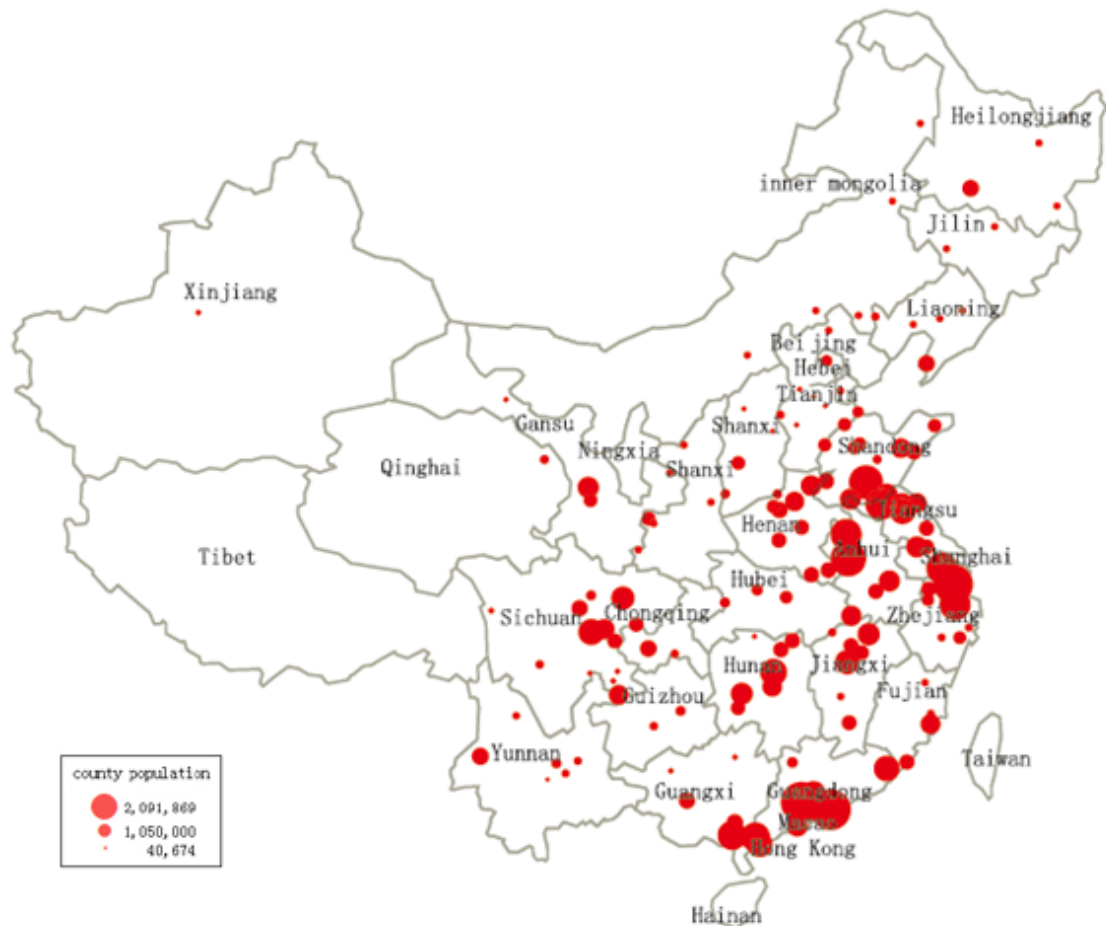 Heilongjiang
inner mongolia
Jilin
Xinjiang
Liaoning
Beijing
Hebei
Tianjin
Gansu
Shanxi
Ningxia
Shandong
Qinghai
Shanxi
Jiangsu
Henan
Tibet
Anhui
Shanghai
Hubei
Sichuan
Chongqing
Zhejiang
Hunan
Jiangxi
Guizhou
Fujian
Yunnan
Taiwan
Guangxi
Guangdong
Macao
Hong Kong
Hainan
county population
2,091,869
1,050,000
40,674